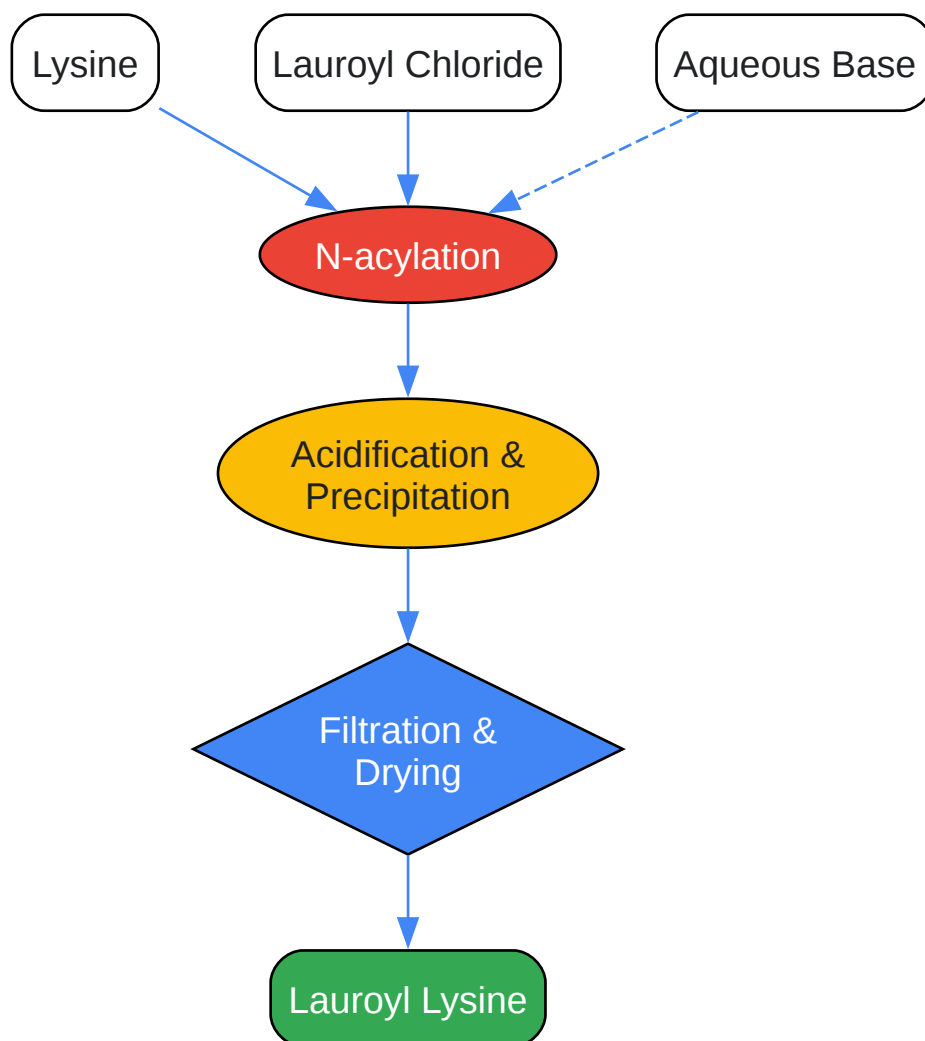 Lysine
Lauroyl Chloride
Aqueous Base
N-acylation
Acidification &
Precipitation
Filtration &
Drying
Lauroyl Lysine